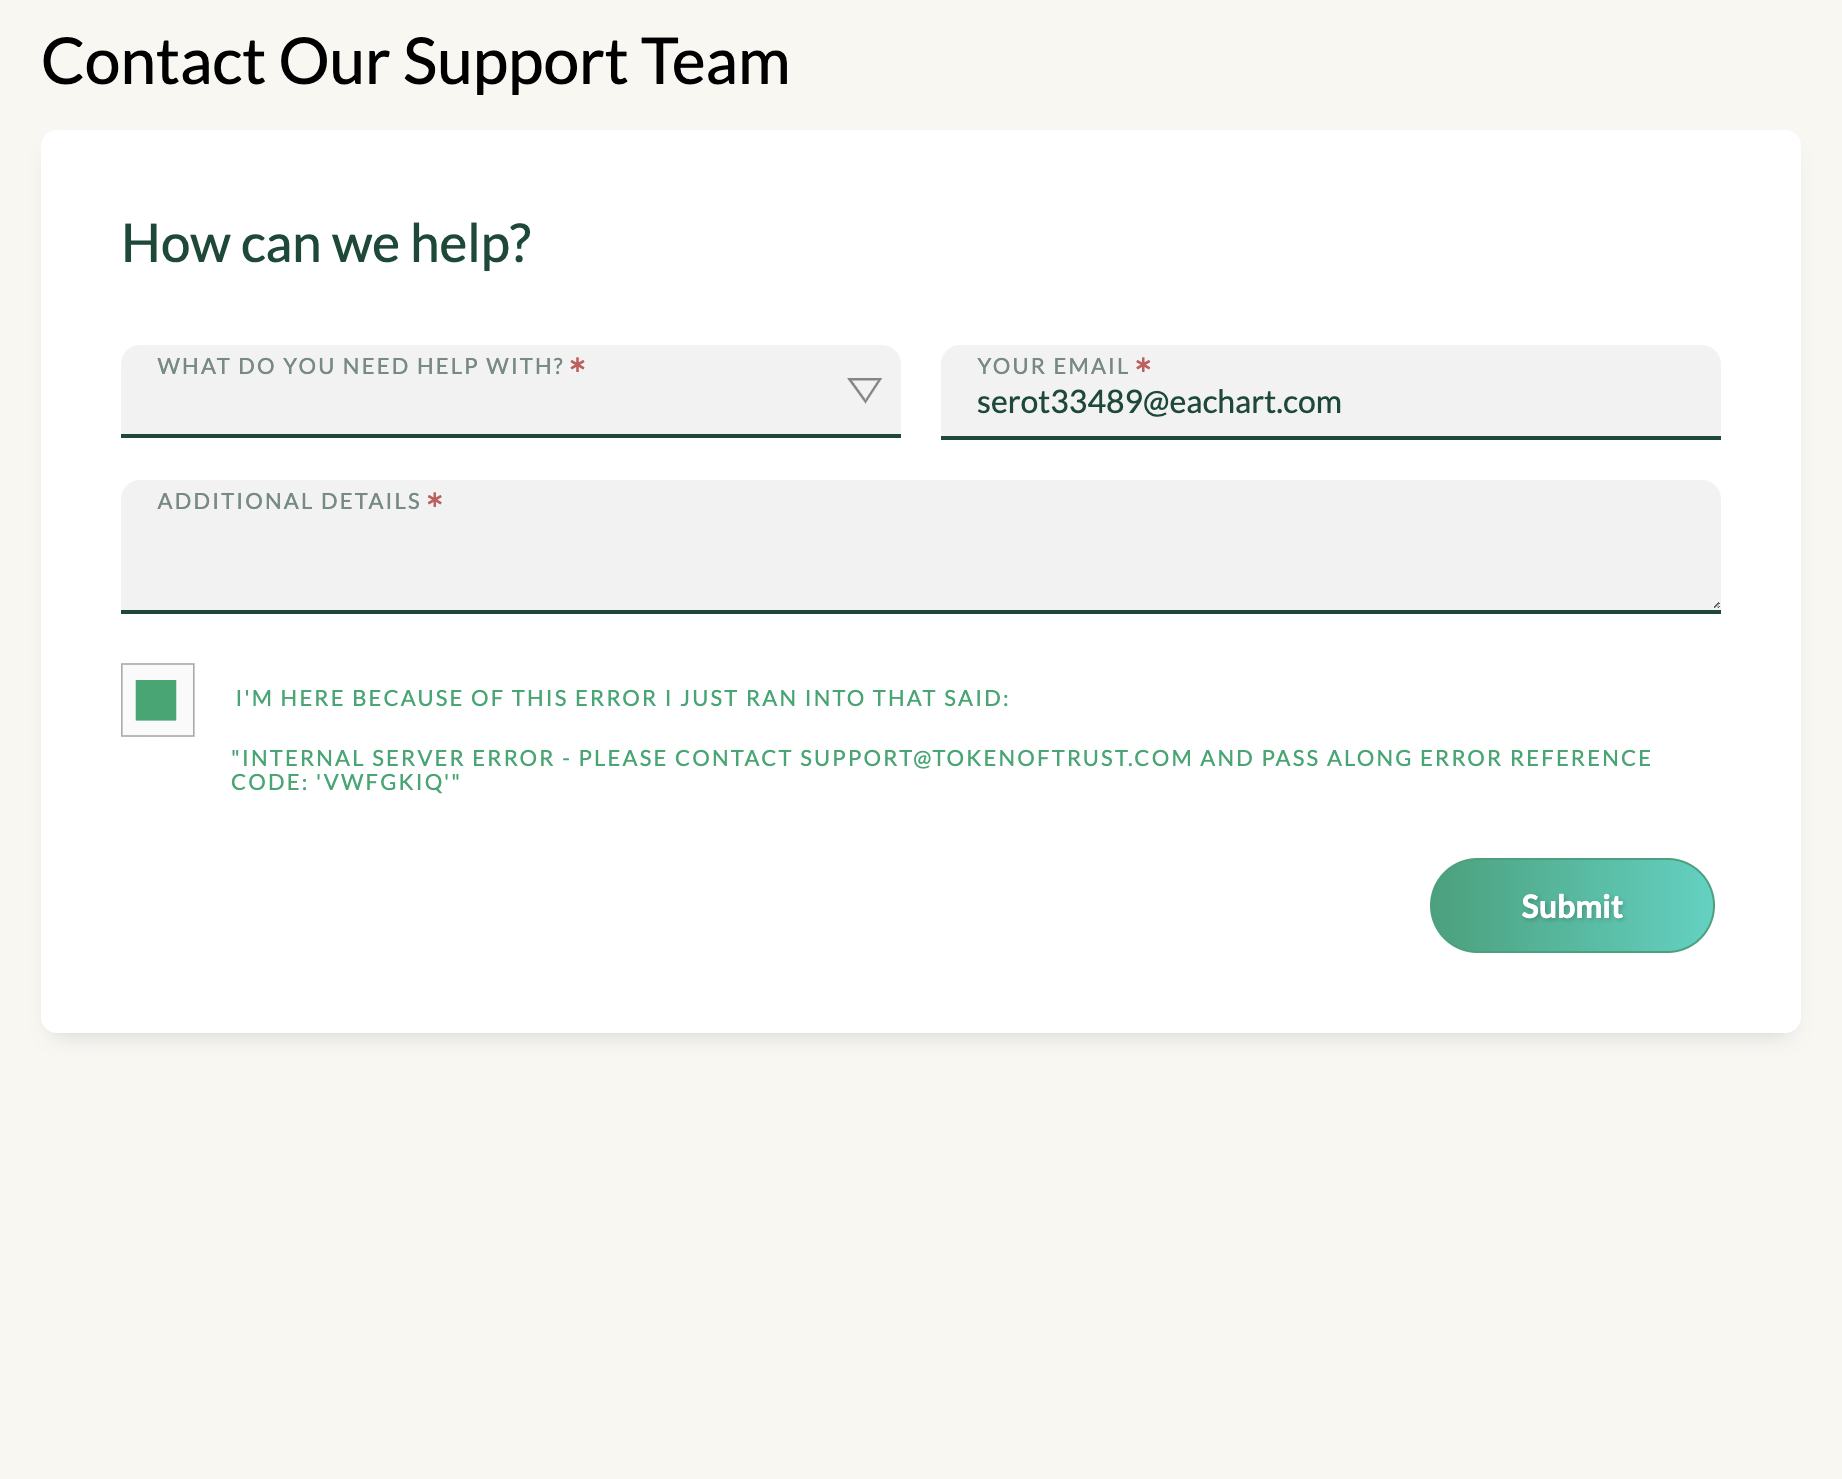 Contact Our Support Team
How can we help?
WHAT DO YOU NEED HELP WITH? *
YOUR EMAIL *
serot33489@eachart.com
ADDITIONAL DETAILS *
I'M HERE BECAUSE OF THIS ERROR I JUST RAN INTO THAT SAID:
"INTERNAL SERVER ERROR - PLEASE CONTACT SUPPORT@TOKENOFTRUST.COM AND PASS ALONG ERROR REFERENCE
CODE: 'VWFGKIQ'"
Submit